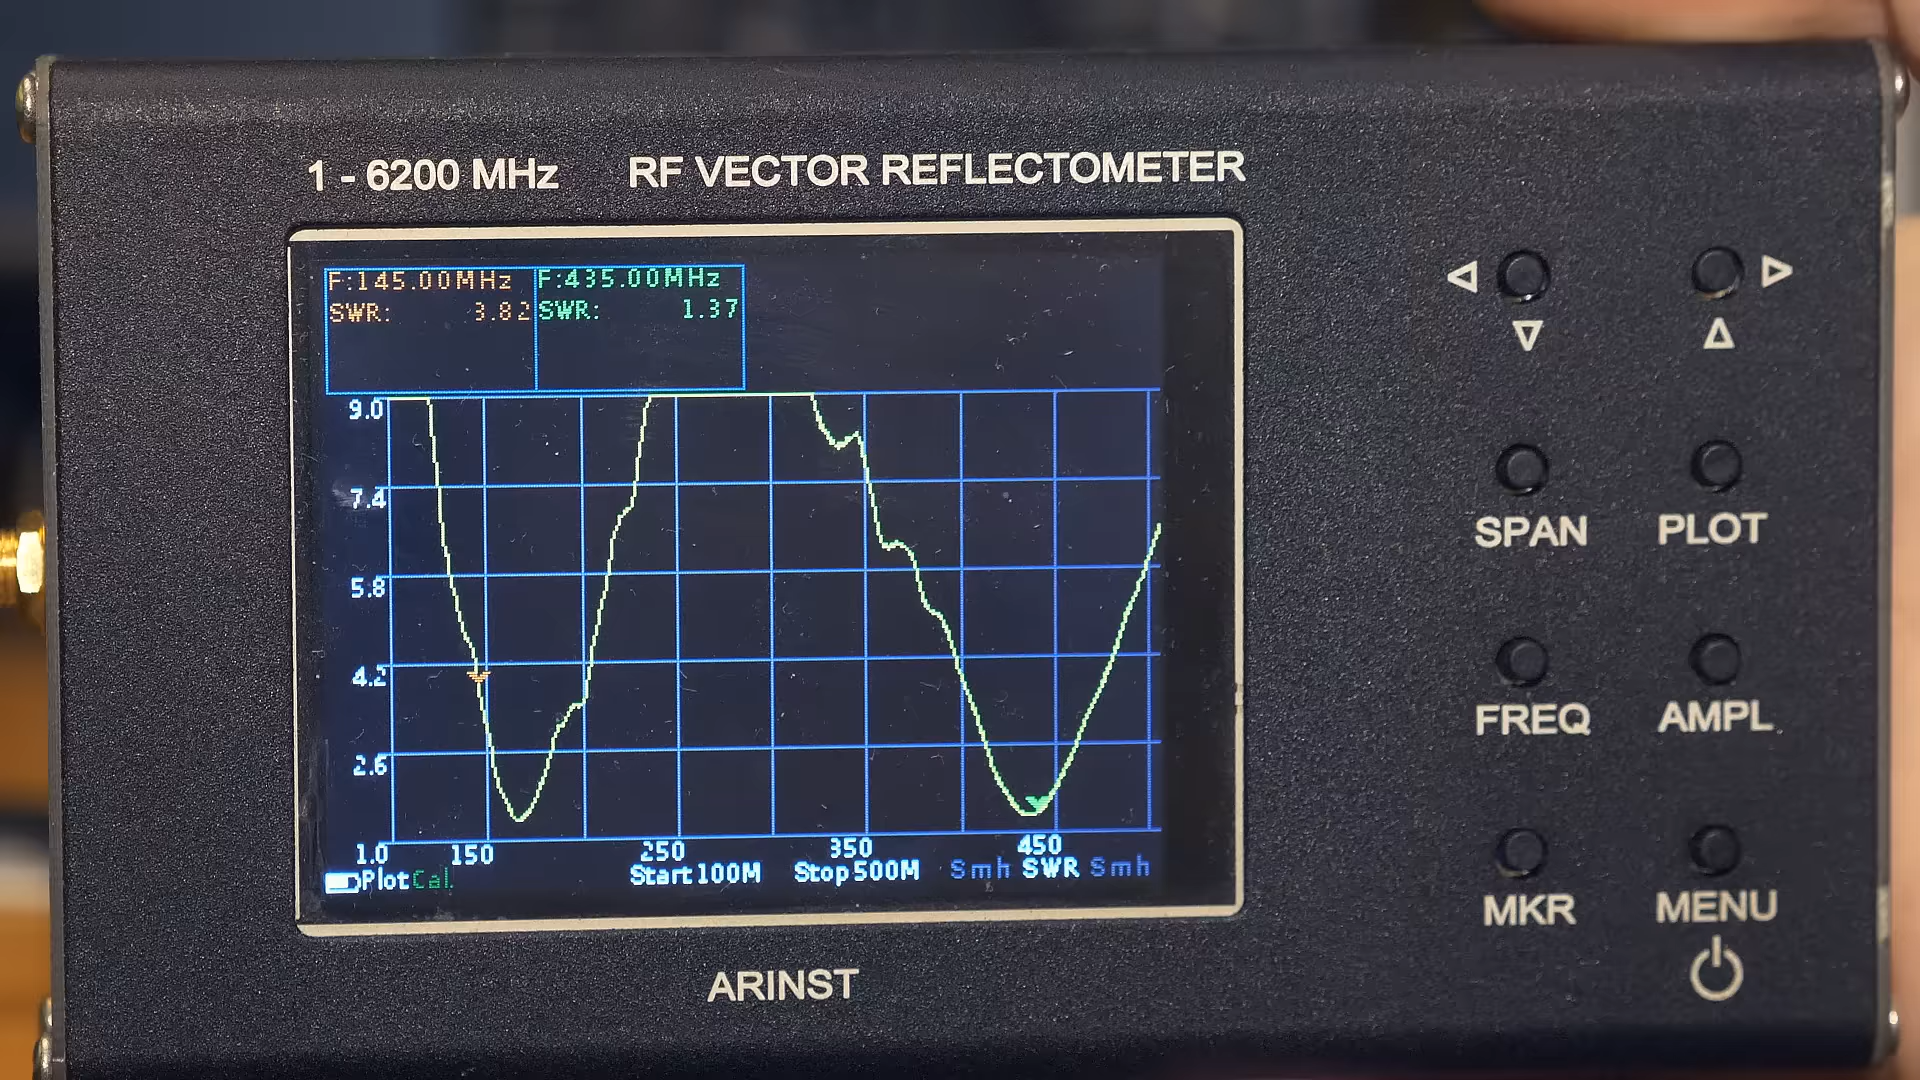 1 - 6200 MHz RF VECTOR REFLECTOMETER
F:145.00MHz F:435.00MHz
SWR: 3.82 SWR: 1.37
9.0
7.4
5.8
4.2
2.6
1.0 150 250 350 450
Plot Cal. Start 100M Stop 500M Smh SWR Smh
SPAN PLOT
FREQ AMPL
MKR MENU
ARINST